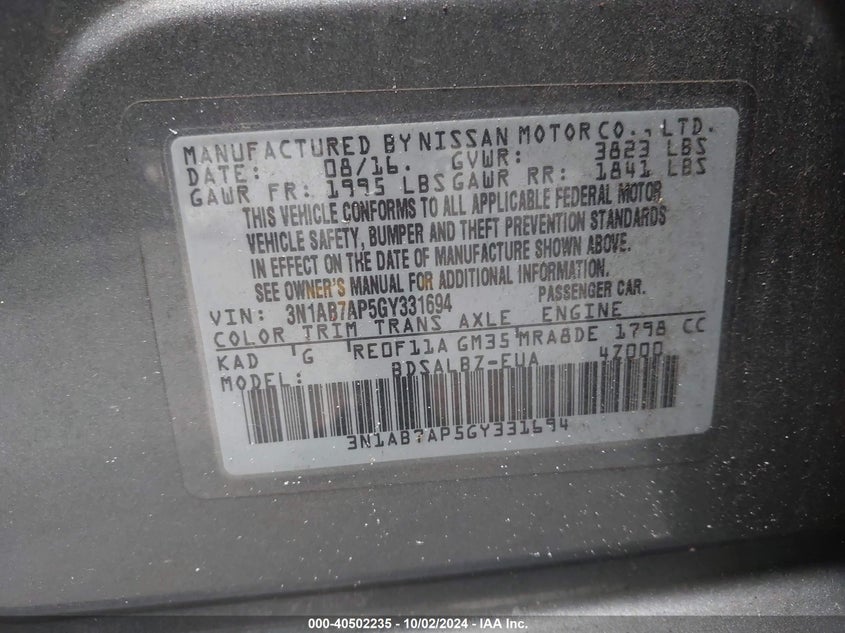 MANUFACTURED BY NISSAN MOTOR CO., LTD.
DATE: 08/16. GVWR: 3823 LBS
GAWR FR: 1995 LBS GAWR RR: 1841 LBS
THIS VEHICLE CONFORMS TO ALL APPLICABLE FEDERAL MOTOR
VEHICLE SAFETY, BUMPER AND THEFT PREVENTION STANDARDS
IN EFFECT ON THE DATE OF MANUFACTURE SHOWN ABOVE.
SEE OWNER'S MANUAL FOR ADDITIONAL INFORMATION.
VIN: 3N1AB7AP5GY331694 PASSENGER CAR.
COLOR TRIM TRANS AXLE ENGINE
KAD G RE0F11A GM35 MRA8DE 1798 CC
MODEL: BDSALBZ-EUA 47000
3N1AB7AP5GY331694
000-40502235 - 10/02/2024 - IAA Inc.